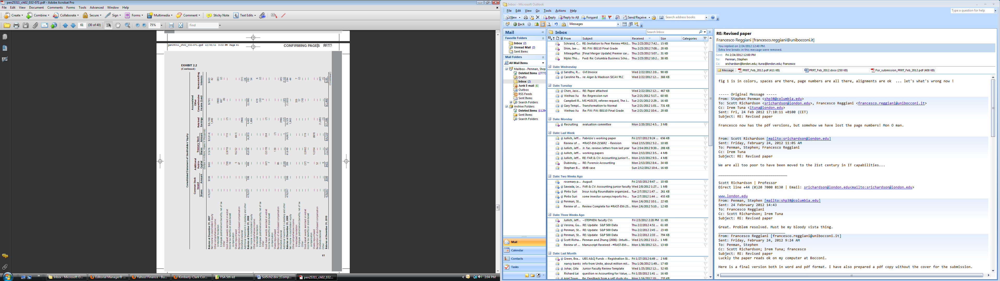 pen25311_ch02_032-071.pdf - Adobe Acrobat Pro
File Edit View Document Comments Forms Tools Advanced Window Help
Create Combine Collaborate Secure Sign Forms Multimedia Comment Sticky Note Text Edits
61 (30 of 40) 75% Find
pen25311_ch02_032-071.qxd 12/30/11 3:32 PM Page 61 CONFIRMING PAGES MPS
EXHIBIT 2.2
(Continued)
Consolidated Statement of Stockholders' Equity
(Dollars in millions, shares in thousands)
Common Stock Issued
Shares Amount
Additional Paid-in Capital
Treasury Stock
Shares Amount
Retained Earnings
Accumulated Other Comprehensive Income (Loss)
Noncontrolling Interests
Balance at December 31, 2007 478,597 $598 $483 57,676 $(3,814) $(8,748) $(791) $463
Net income in stockholders' equity — — — — — 1,690 — 82
Other comprehensive income:
Unrealized translation
Employee postretirement benefits, net of tax
Other
Stock-based awards exercised or vested
Income tax benefits on stock-based
compensation
Shares repurchased
Recognition of stock-based compensation
Dividends declared
Additional investment in subsidiary and other
Balance at December 31, 2008
Net income in stockholders' equity
Other comprehensive income:
Unrealized translation
Employee postretirement benefits, net of tax
Other
Stock-based awards exercised or vested
Income tax benefits on stock-based
compensation
Shares repurchased
Recognition of stock-based compensation
Dividends declared
Additional investment in subsidiary and other
Balance at December 31, 2009
Net income in stockholders' equity
Other comprehensive income:
Unrealized translation
Employee postretirement benefits, net of tax
Other
Stock-based awards exercised or vested
Income tax benefits on stock-based
compensation
Shares repurchased
Recognition of stock-based compensation
Dividends declared
Other
Balance at December 31, 2010
(Continued)
61
Inbox - Microsoft O... Editorial Manager® ... Yahoo! Finance - Bu... Kimberly-Clark Cor... FSA 5th ed Sol5ch2.doc [Comp... pen25311_ch02_032... 2:04 PM
Inbox - Microsoft Outlook
File Edit View Go Tools Actions Help
Type a question for help
New Reply Reply to All Forward Send/Receive Search address books
Back Messages
Mail
Favorite Folders
Inbox (2)
Unread Mail (2)
Sent Items
Mail Folders
All Mail Items
Mailbox - Penman, Step
Deleted Items (2777)
Drafts
Inbox (2)
Junk E-mail [6]
Outbox
RSS Feeds
Sent Items
Search Folders
Archive Folders
Deleted Items (11294
Sent Items
Search Folders
Mail
Calendar
Contacts
Tasks
Inbox Search Inbox
From Subject Received Size Categories
Schrand, C... RE: Invitation to Peer Review #RAS... Thu 2/23/2012 7:42... 15 KB
Shim, Jae-... RE: FW: B8110 Final Grade Thu 2/23/2012 7:08... 20 KB
MileagePlus [Final Merger Update] Premier car... Thu 2/23/2012 5:07... 31 KB
Myles Tho... Fwd: Re: Columbia Business Scho... Thu 2/23/2012 10:2... 38 KB
Date: Wednesday
Sandhu, R... GVI Invoice Wed 2/22/2012 2:0... 90 KB
Caroline Pa... re: Alger & Madison SICAV PLC Wed 2/22/2012 12:... 388 KB
Date: Tuesday
Chen, Jaso... RE: Paper attached Wed 2/22/2012 12:... 467 KB
Weihao Xu Re: Regression run Tue 2/21/2012 5:17... 60 KB
Campbell R... MS #10135, referee request, The J... Tue 2/21/2012 2:29... 16 KB
Gary Templ... Transformation to Normal Tue 2/21/2012 1:01... 731 KB
Weihao Xu Re: FW: FW: B8110 Final Grade Tue 2/21/2012 10:4... 20 KB
Date: Monday
Recruiting evaluation committee Mon 2/20/2012 4:5... 3 MB
Date: Last Week
Jullich, Jeff... Fabrizio's working paper Fri 2/17/2012 9:24 ... 656 KB
Review of ... #RAST-EM-2156R2 - Revision Wed 2/15/2012 5:2... 10 KB
Jullich, Jeff... Jr. fac. reviews letters from last year Tue 2/14/2012 9:30... 208 KB
Jullich, Jeff... working papers Mon 2/13/2012 3:5... 4 MB
Jullich, Jeff... RE: FAR & CV: Accounting junior f... Mon 2/13/2012 9:3... 4 MB
Dubinsky, ... RE: Forensic Accounting Mon 2/13/2012 8:4... 34 KB
Stephan B... KMB case Sun 2/12/2012 10:4... 16 KB
Date: Two Weeks Ago
rosemary p... August Fri 2/10/2012 9:47 ... 10 KB
Sawada, Le... FAR & CV: Accounting junior faculty Wed 2/8/2012 1:27... 1 MB
Pinto Suri Insur Acctg Roundtable organized... Tue 2/7/2012 1:47 ... 261 KB
Pinto Suri some investor surveys/reports fro... Tue 2/7/2012 1:44 ... 455 KB
Penman, St... Mon 2/6/2012 10:1... 22 KB
Review of ... Review Complete for #RAST-EM-25... Mon 2/6/2012 5:10... 12 KB
Date: Three Weeks Ago
Jullich, Jeff... --STEPHEN: faculty CVs Fri 2/3/2012 2:28 PM 11 KB
Verona, Gu... RE: Update: S&P 500 Data Thu 2/2/2012 4:51 ... 61 KB
Penman, St... RE: Update: S&P 500 Data Thu 2/2/2012 2:45 ... 23 KB
Penman, St... RE: Update: S&P 500 Data Thu 2/2/2012 2:33 ... 794 KB
Scott Richa... Penman and Zhang (2006) : Intuiti... Wed 2/1/2012 11:2... 1 MB
Review of ... Manuscript Received - #RAST-EM-... Mon 1/30/2012 12:... 13 KB
Date: Last Month
Green, Bra... UBS A&Q Funds -- Registration St... Fri 1/27/2012 6:49 ... 2 MB
nancy banks info from Unite, about million mil... Thu 1/26/2012 1:49... 17 KB
Johar, Gita Junior Faculty Review Template Wed 1/25/2012 12:... 52 KB
Richard Lai question re Accounting for Value, ... Fri 1/20/2012 1:41 ... 16 KB
Ariel Town... Re: Feedback from a self study stu... Mon 1/16/2012 10:... 235 KB
RE: Revised paper
Francesco Reggiani [francesco.reggiani@unibocconi.it]
You replied on 2/24/2012 12:40 PM.
Extra line breaks in this message were removed.
Sent: Fri 2/24/2012 12:00 PM
To: Penman, Stephen
Cc: srichardson@london.edu; ituna@london.edu; francesco
Message PRRT_Feb_2012.pdf (411 KB) PRRT_Feb_2012.docx (250 KB) For_submission_PRRT_Feb_2012.pdf (408 KB)
fig 1 is in colors, spaces are there, page numbers are all there, alignments are ok ... let's what's wrong now !
----- Original Message -----
From: Stephen Penman <shp38@columbia.edu>
To: Scott Richardson <srichardson@london.edu>, Francesco Reggiani <francesco.reggiani@unibocconi.it>
Cc: Irem Tuna <ituna@london.edu>
Sent: Fri, 24 Feb 2012 17:10:11 +0100 (CET)
Subject: RE: Revised paper
Francesco now has the pdf versions, but somehow we have lost the page numbers! Mon O man.
From: Scott Richardson [mailto:srichardson@london.edu]
Sent: Friday, February 24, 2012 11:05 AM
To: Penman, Stephen; Francesco Reggiani
Cc: Irem Tuna
Subject: RE: Revised paper
We are all too poor to have been moved to the 21st century in IT capabilities...
Scott Richardson | Professor
Direct line +44 (0)20 7000 8130 | Email: srichardson@london.edu<mailto:srichardson@london.edu>
www.london.edu
From: Penman, Stephen [mailto:shp38@columbia.edu]
Sent: 24 February 2012 14:43
To: Francesco Reggiani
Cc: Scott Richardson; Irem Tuna
Subject: RE: Revised paper
Great. Problem resolved. Must be my bloody vista thing.
From: Francesco Reggiani [francesco.reggiani@unibocconi.it]
Sent: Friday, February 24, 2012 9:24 AM
To: Penman, Stephen
Cc: Scott Richardson; Irem Tuna; francesco
Subject: RE: Revised paper
Luckly the paper reads ok on my computer at Bocconi.
Here is a final version both in word and pdf format. I have also prepared a pdf copy without the cover for the submission.